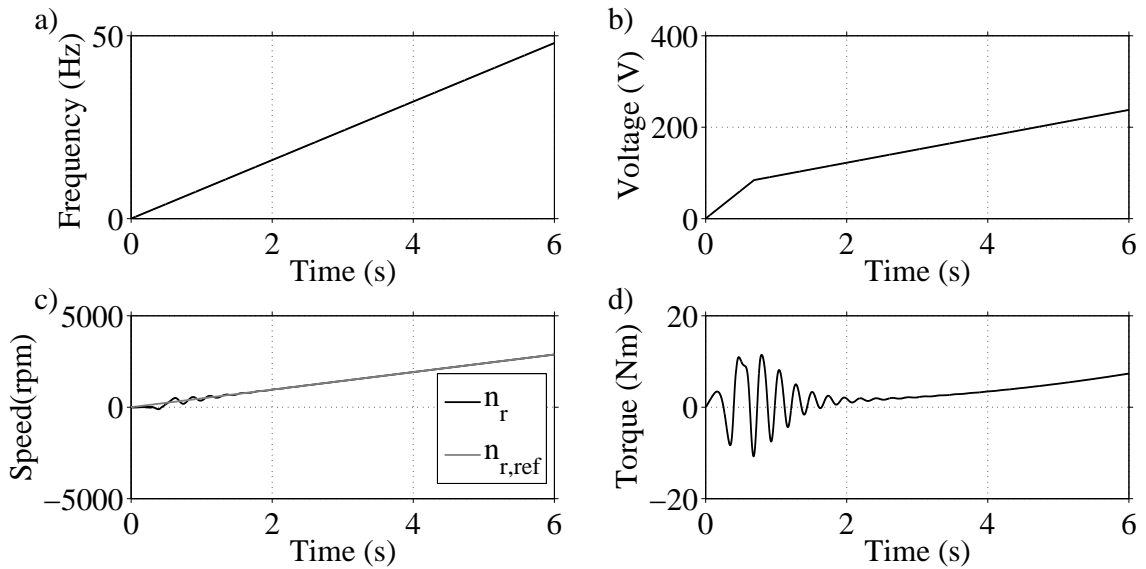 a)
50
0
Frequency (Hz)
0
2
4
6
Time (s)
b)
400
200
0
Voltage (V)
0
2
4
6
Time (s)
c)
5000
0
−5000
Speed(rpm)
n_r
n_r,ref
0
2
4
6
Time (s)
d)
20
0
−20
Torque (Nm)
0
2
4
6
Time (s)